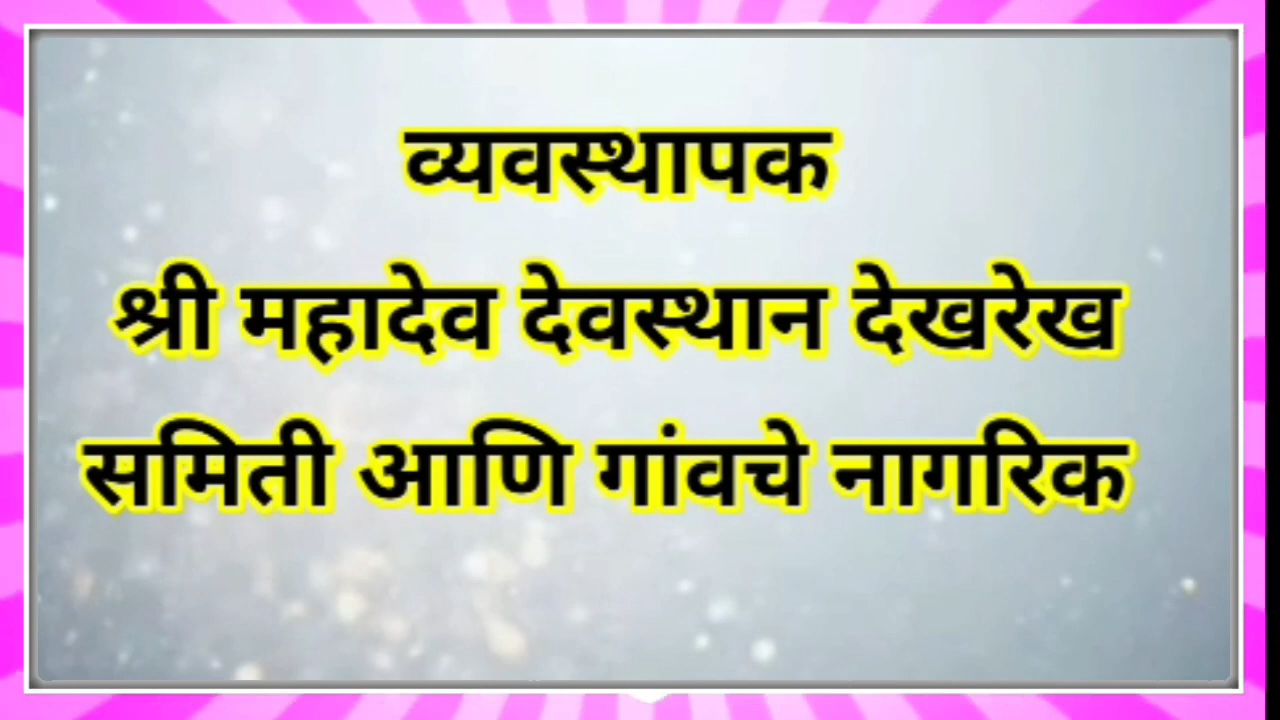 व्यवस्थापक
श्री महादेव देवस्थान देखरेख
समिती आणि गांवचे नागरिक